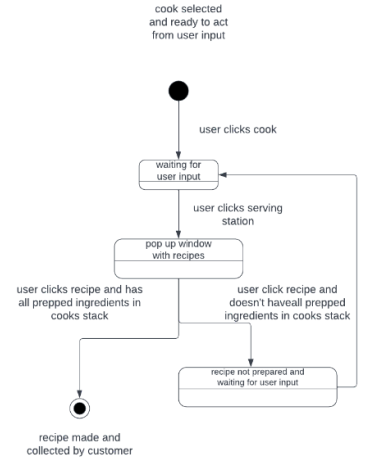 cook selected
and ready to act
from user input
user clicks cook
waiting for
user input
user clicks serving
station
pop up window
with recipes
user clicks recipe and has
all prepped ingredients in
cooks stack
user click recipe and
doesn't haveall prepped
ingredients in cooks stack
recipe not prepared and
waiting for user input
recipe made and
collected by customer